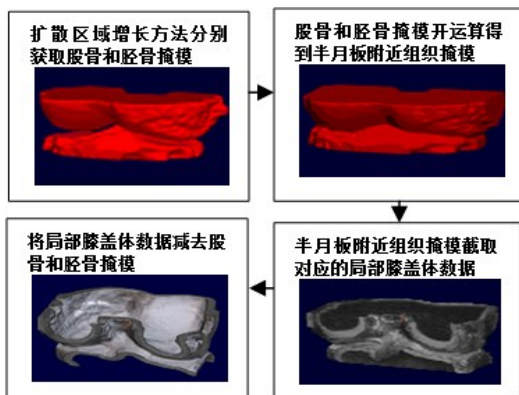 扩散区域增长方法分别
获取股骨和胫骨掩模
股骨和胫骨掩模开运算得
到半月板附近组织掩模
半月板附近组织掩模截取
对应的局部膝盖体数据
将局部膝盖体数据减去股
骨和胫骨掩模